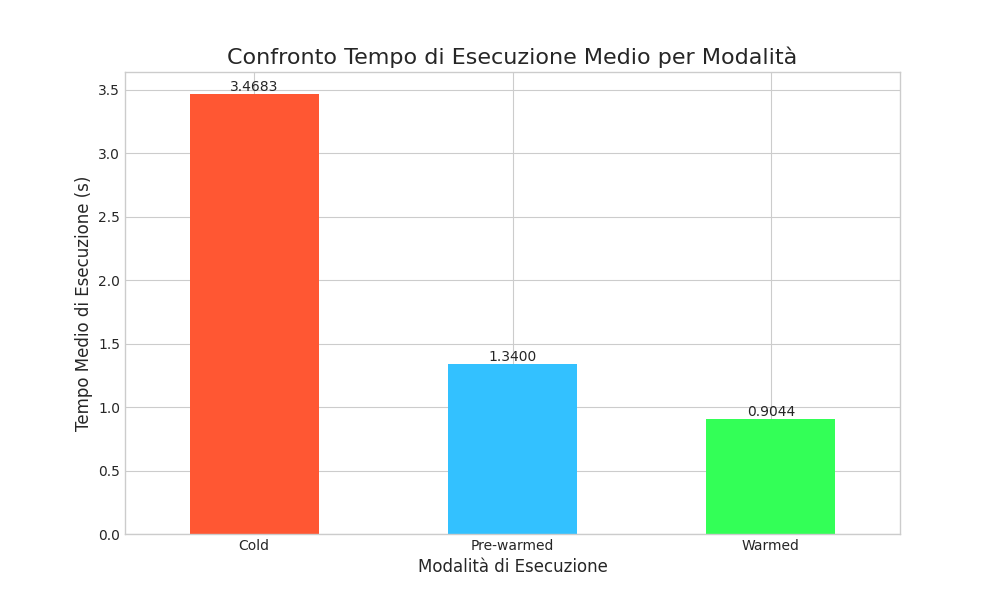 Confronto Tempo di Esecuzione Medio per Modalità
Tempo Medio di Esecuzione (s)
3.5
3.0
2.5
2.0
1.5
1.0
0.5
0.0
3.4683
1.3400
0.9044
Cold
Pre-warmed
Warmed
Modalità di Esecuzione